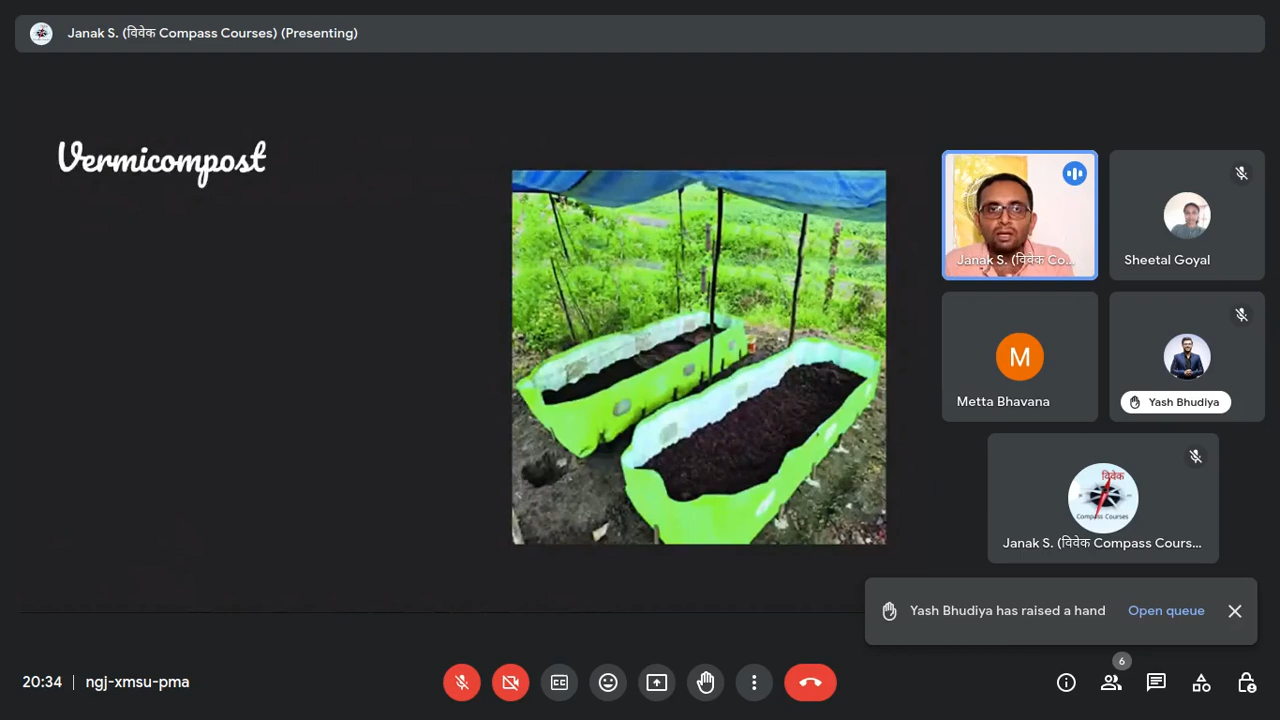 Janak S. (विवेक Compass Courses) (Presenting)
Vermicompost
Janak S. (विवेक Co...
Sheetal Goyal
M
Metta Bhavana
Yash Bhudiya
विवेक
Compass Courses
Janak S. (विवेक Compass Cours...
Yash Bhudiya has raised a hand
Open queue
6
20:34 | ngj-xmsu-pma